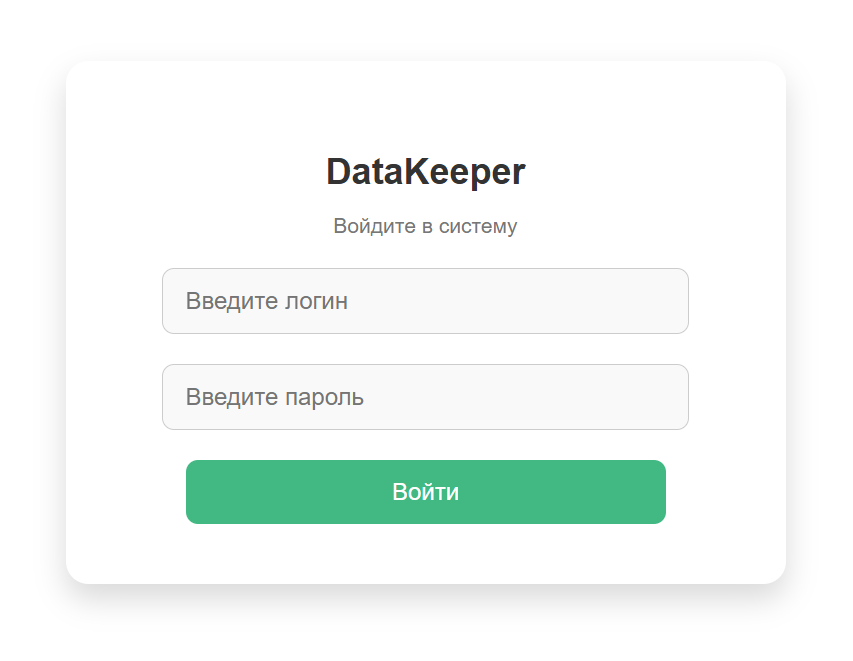 DataKeeper
Войдите в систему
Введите логин
Введите пароль
Войти